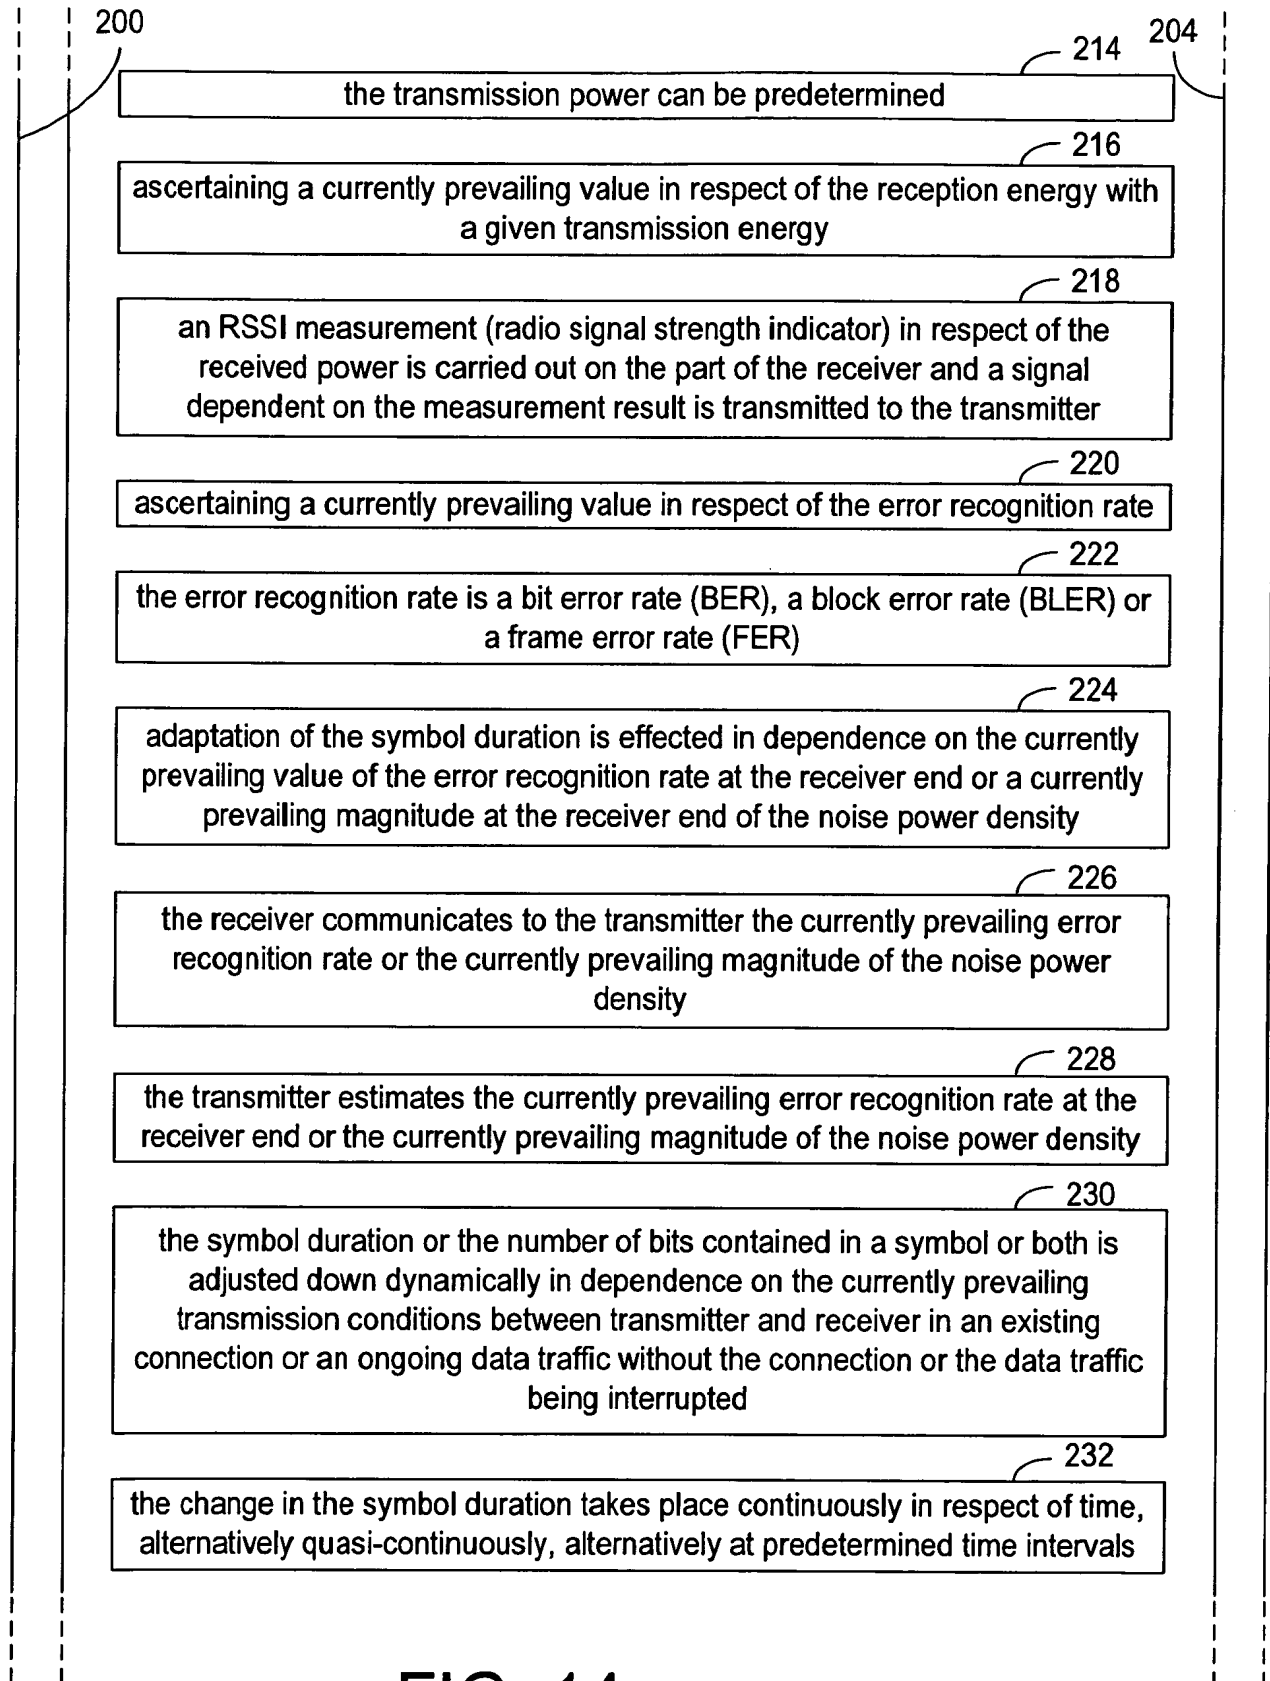 200
204
214
the transmission power can be predetermined
216
ascertaining a currently prevailing value in respect of the reception energy with
a given transmission energy
218
an RSSI measurement (radio signal strength indicator) in respect of the
received power is carried out on the part of the receiver and a signal
dependent on the measurement result is transmitted to the transmitter
220
ascertaining a currently prevailing value in respect of the error recognition rate
222
the error recognition rate is a bit error rate (BER), a block error rate (BLER) or
a frame error rate (FER)
224
adaptation of the symbol duration is effected in dependence on the currently
prevailing value of the error recognition rate at the receiver end or a currently
prevailing magnitude at the receiver end of the noise power density
226
the receiver communicates to the transmitter the currently prevailing error
recognition rate or the currently prevailing magnitude of the noise power
density
228
the transmitter estimates the currently prevailing error recognition rate at the
receiver end or the currently prevailing magnitude of the noise power density
230
the symbol duration or the number of bits contained in a symbol or both is
adjusted down dynamically in dependence on the currently prevailing
transmission conditions between transmitter and receiver in an existing
connection or an ongoing data traffic without the connection or the data traffic
being interrupted
232
the change in the symbol duration takes place continuously in respect of time,
alternatively quasi-continuously, alternatively at predetermined time intervals